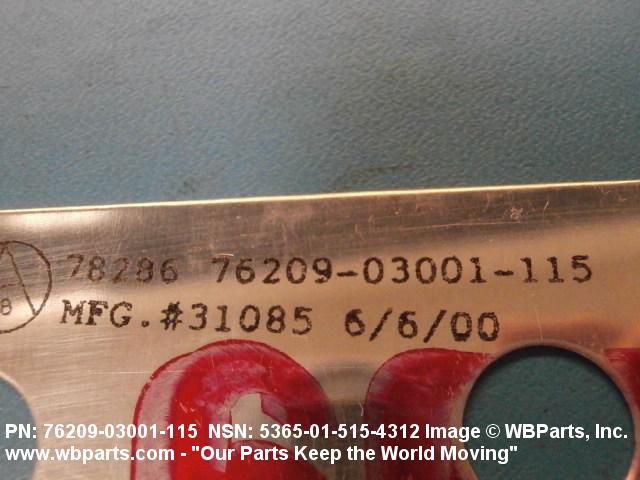 78286 76209-03001-115
A
8
MFG.#31085 6/6/00
PN: 76209-03001-115 NSN: 5365-01-515-4312 Image © WBParts, Inc.
www.wbparts.com - "Our Parts Keep the World Moving"